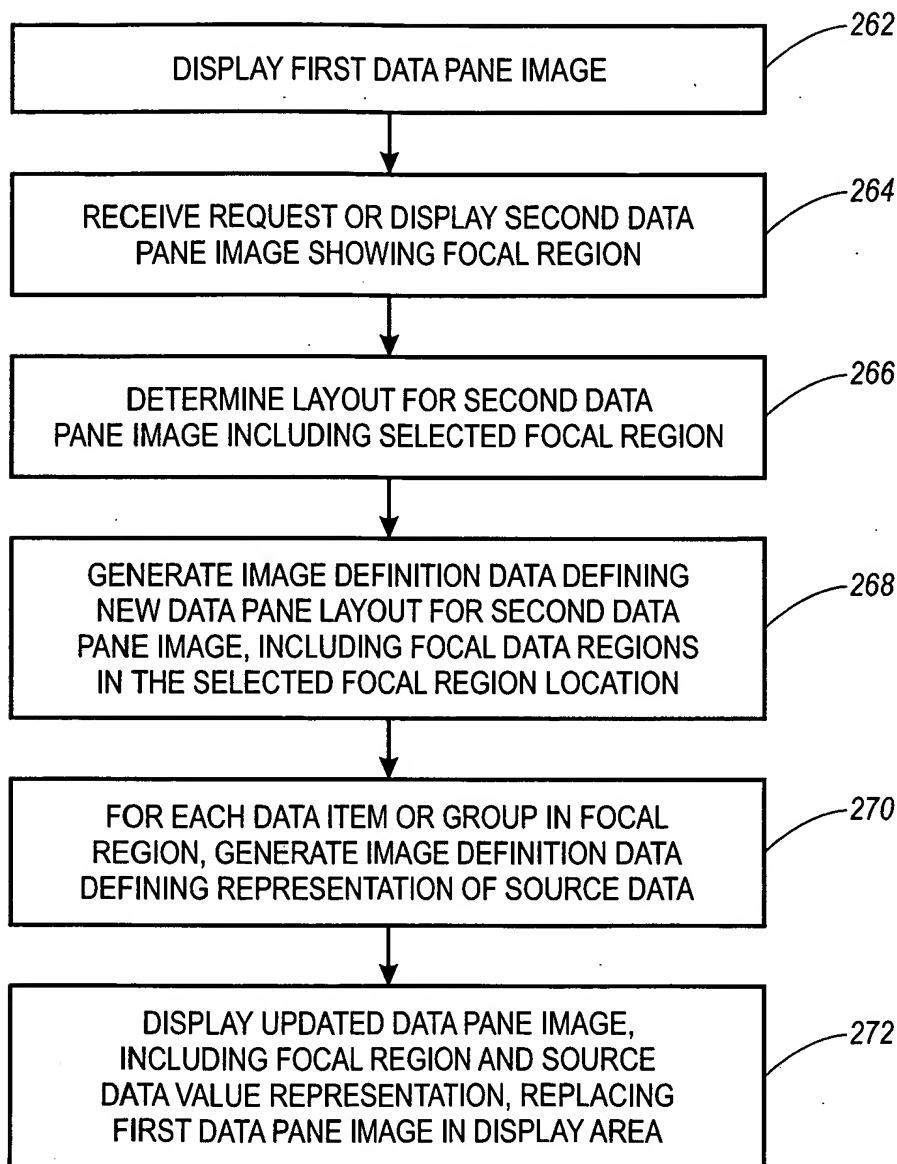 262
DISPLAY FIRST DATA PANE IMAGE
264
RECEIVE REQUEST OR DISPLAY SECOND DATA
PANE IMAGE SHOWING FOCAL REGION
266
DETERMINE LAYOUT FOR SECOND DATA
PANE IMAGE INCLUDING SELECTED FOCAL REGION
268
GENERATE IMAGE DEFINITION DATA DEFINING
NEW DATA PANE LAYOUT FOR SECOND DATA
PANE IMAGE, INCLUDING FOCAL DATA REGIONS
IN THE SELECTED FOCAL REGION LOCATION
270
FOR EACH DATA ITEM OR GROUP IN FOCAL
REGION, GENERATE IMAGE DEFINITION DATA
DEFINING REPRESENTATION OF SOURCE DATA
272
DISPLAY UPDATED DATA PANE IMAGE,
INCLUDING FOCAL REGION AND SOURCE
DATA VALUE REPRESENTATION, REPLACING
FIRST DATA PANE IMAGE IN DISPLAY AREA